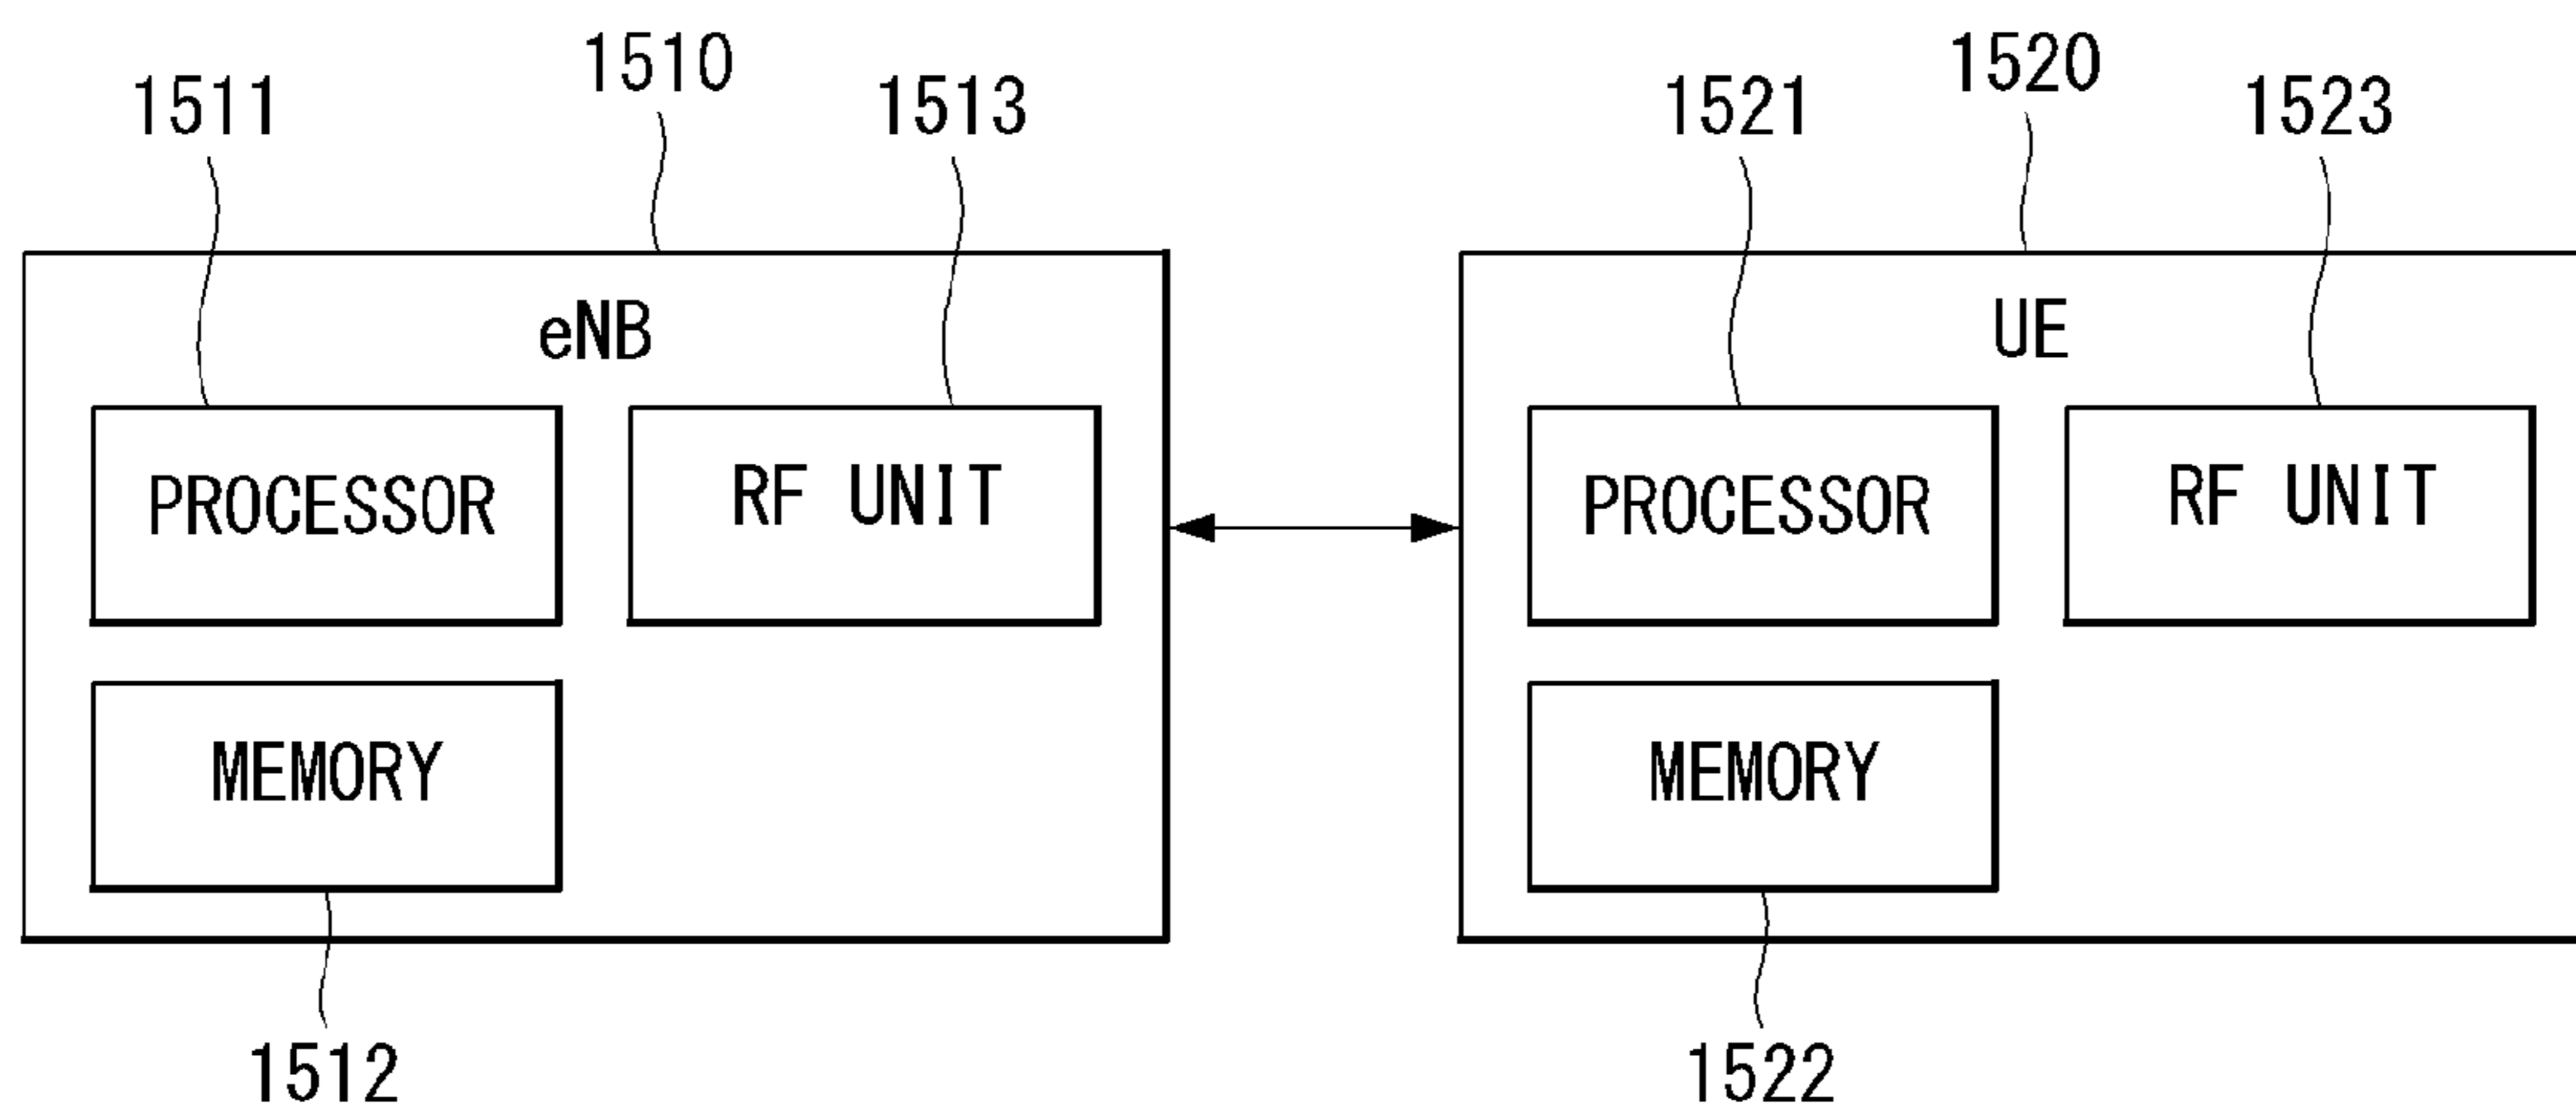 1510
1520
1511
1513
1521
1523
eNB
UE
PROCESSOR
RF UNIT
PROCESSOR
RF UNIT
MEMORY
MEMORY
1512
1522